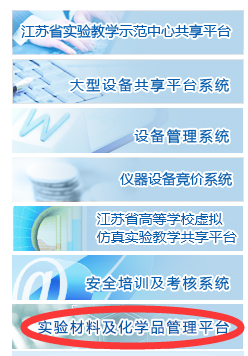 江苏省实验教学示范中心共享平台
大型设备共享平台系统
设备管理系统
仪器设备竞价系统
江苏省高等学校虚拟
仿真实验教学共享平台
安全培训及考核系统
实验材料及化学品管理平台